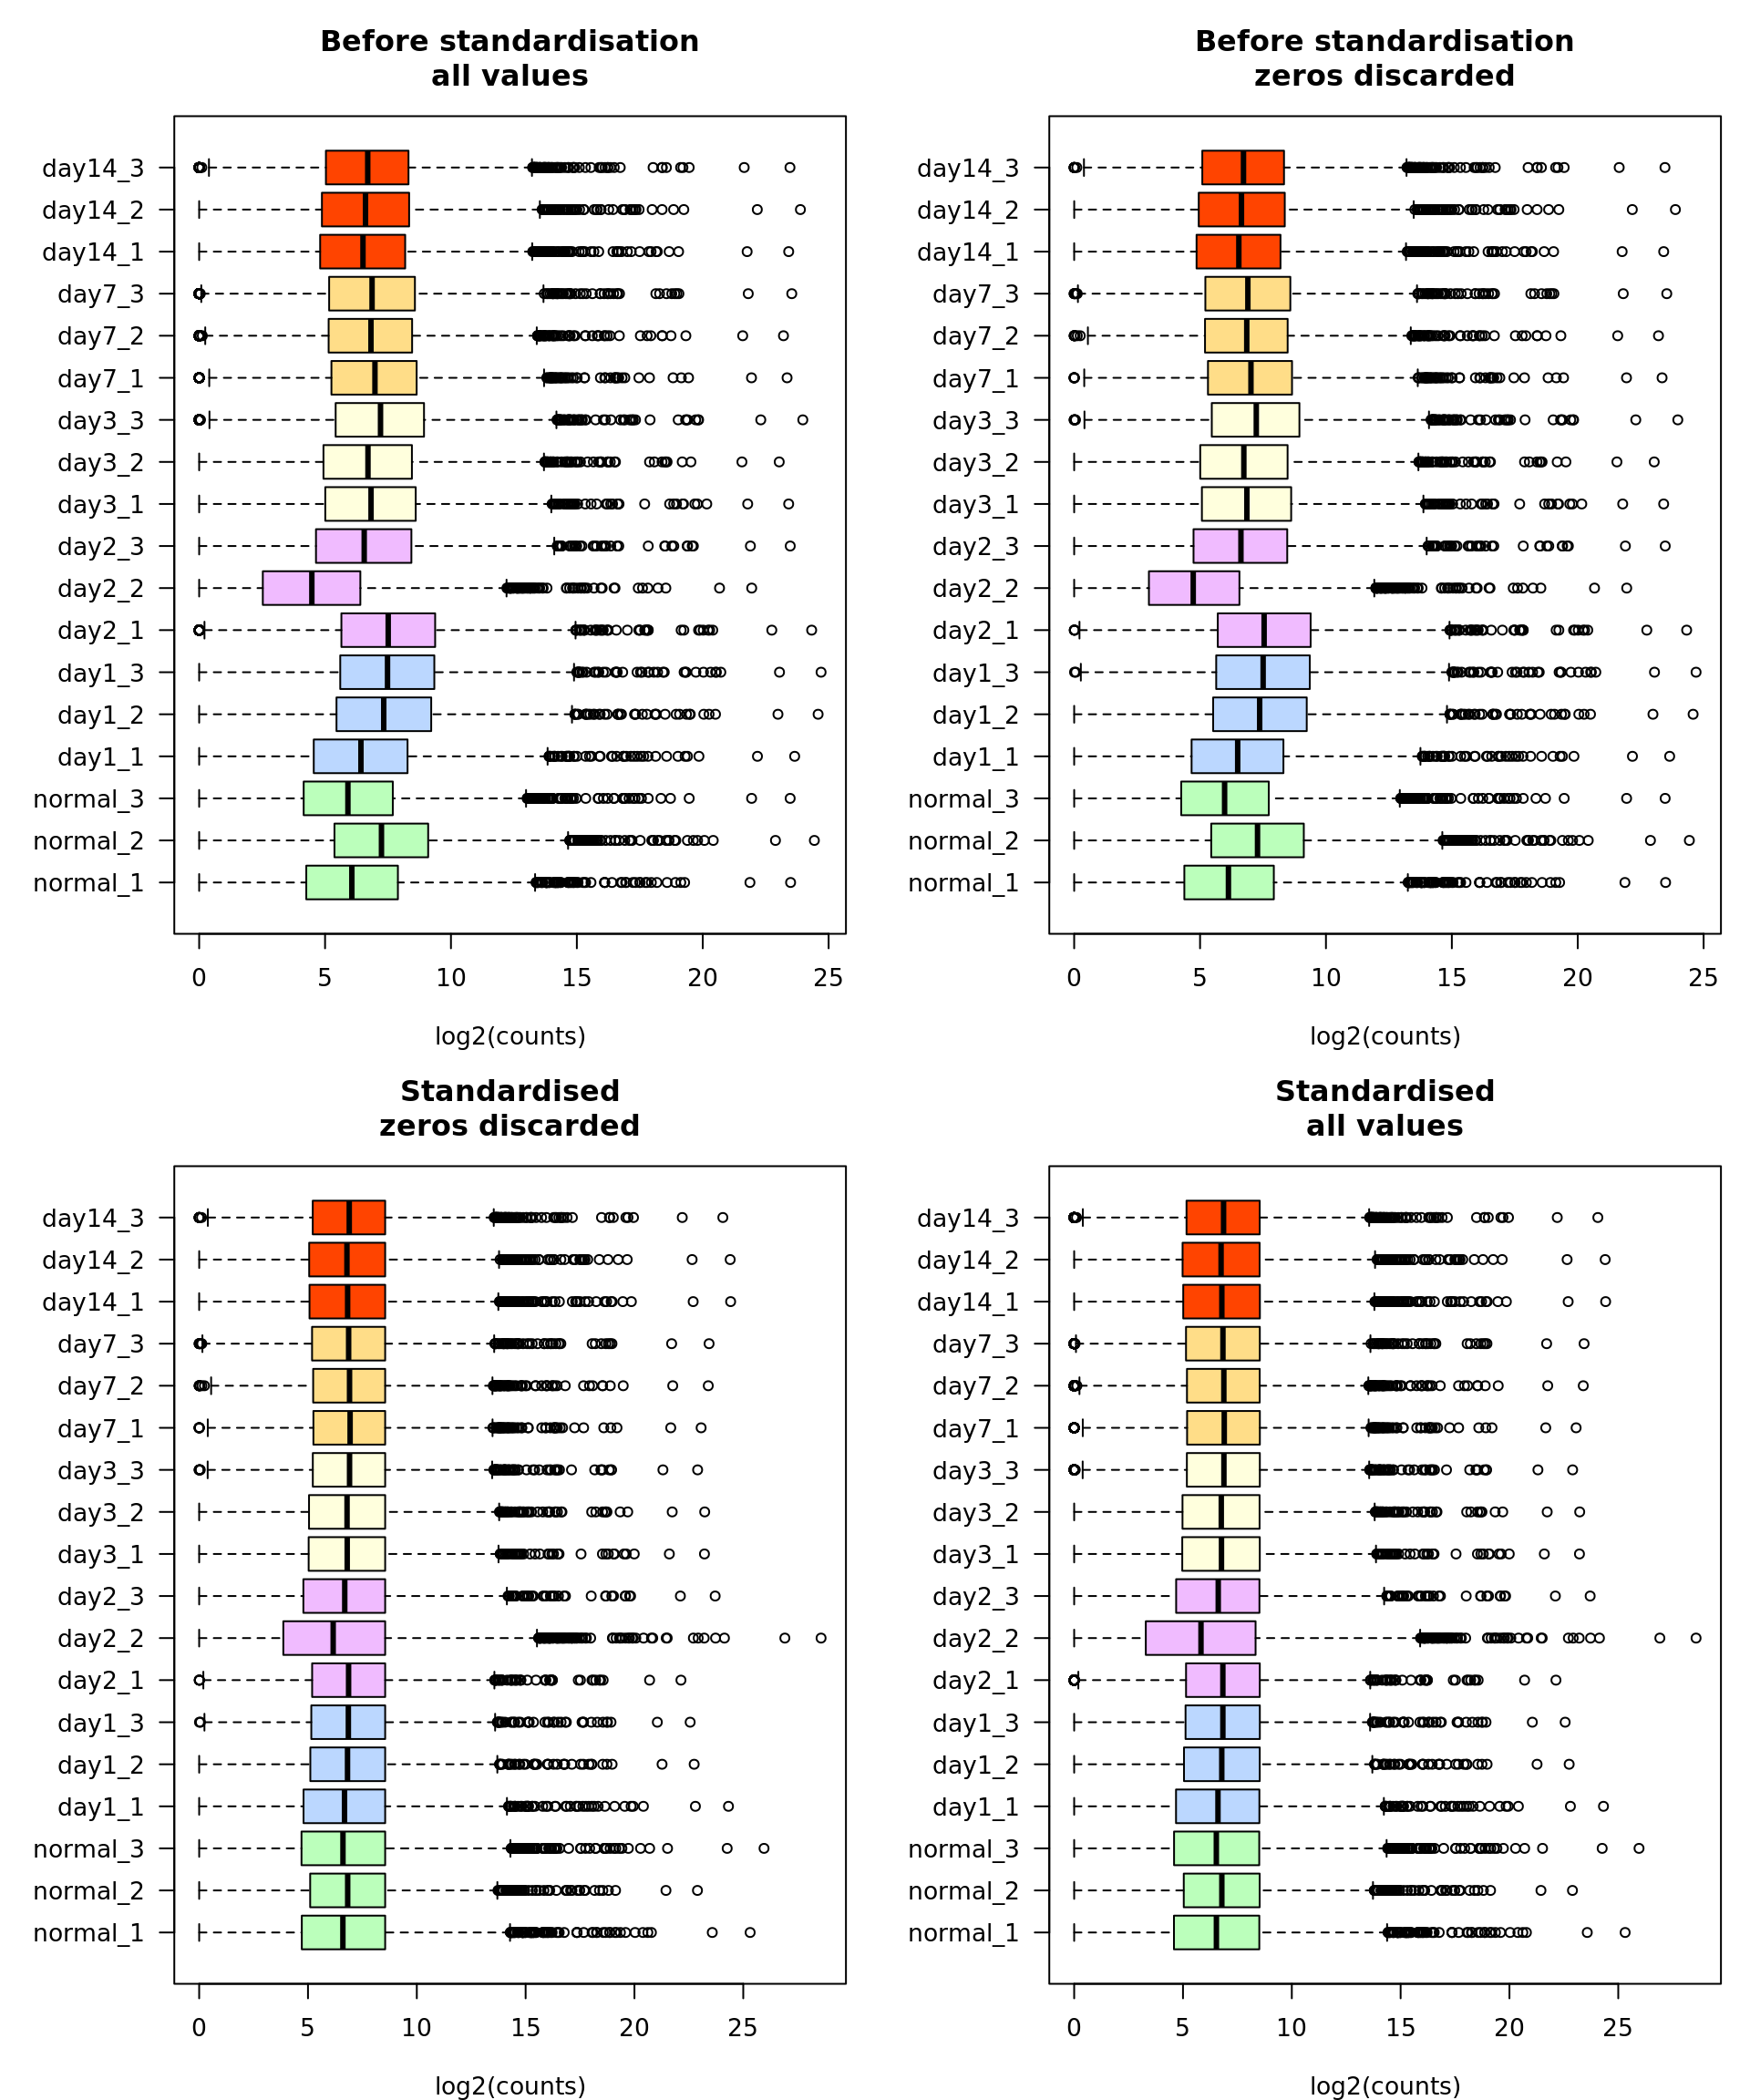 Before standardisation
all values
day14_3
day14_2
day14_1
day7_3
day7_2
day7_1
day3_3
day3_2
day3_1
day2_3
day2_2
day2_1
day1_3
day1_2
day1_1
normal_3
normal_2
normal_1
0 5 10 15 20 25
log2(counts)
Before standardisation
zeros discarded
day14_3
day14_2
day14_1
day7_3
day7_2
day7_1
day3_3
day3_2
day3_1
day2_3
day2_2
day2_1
day1_3
day1_2
day1_1
normal_3
normal_2
normal_1
0 5 10 15 20 25
log2(counts)
Standardised
zeros discarded
day14_3
day14_2
day14_1
day7_3
day7_2
day7_1
day3_3
day3_2
day3_1
day2_3
day2_2
day2_1
day1_3
day1_2
day1_1
normal_3
normal_2
normal_1
0 5 10 15 20 25
log2(counts)
Standardised
all values
day14_3
day14_2
day14_1
day7_3
day7_2
day7_1
day3_3
day3_2
day3_1
day2_3
day2_2
day2_1
day1_3
day1_2
day1_1
normal_3
normal_2
normal_1
0 5 10 15 20 25
log2(counts)